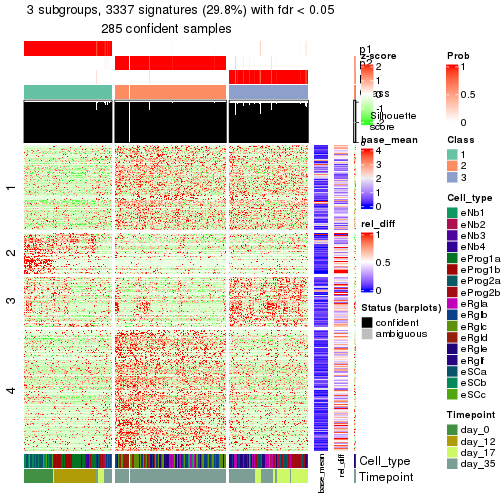 3 subgroups, 3337 signatures (29.8%) with fdr < 0.05
285 confident samples
p1
p2
z-score
2
1
0
-1
-2
Silhouette
score
1
2
3
4
base_mean
4
3
2
1
0
rel_diff
1
0.5
0
Status (barplots)
confident
ambiguous
Prob
1
0.5
0
Class
1
2
3
Cell_type
eNb1
eNb2
eNb3
eNb4
eProg1a
eProg1b
eProg2a
eProg2b
eRgla
eRglb
eRglc
eRgld
eRgle
eRglf
eSCa
eSCb
eSCc
Timepoint
day_0
day_12
day_17
day_35
base_mean
rel_diff
Cell_type
Timepoint